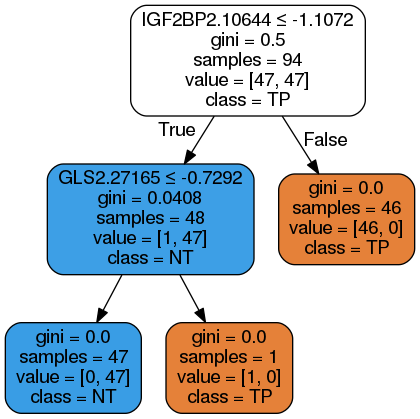 IGF2BP2.10644 ≤ -1.1072
gini = 0.5
samples = 94
value = [47, 47]
class = TP
True
False
GLS2.27165 ≤ -0.7292
gini = 0.0408
samples = 48
value = [1, 47]
class = NT
gini = 0.0
samples = 46
value = [46, 0]
class = TP
gini = 0.0
samples = 47
value = [0, 47]
class = NT
gini = 0.0
samples = 1
value = [1, 0]
class = TP